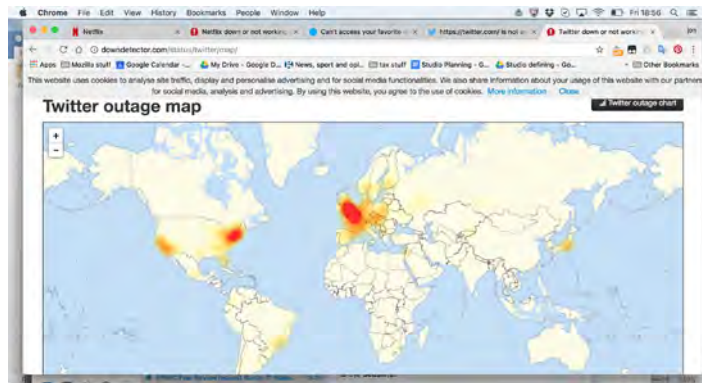 Chrome File Edit View History Bookmarks People Window Help Fri 18:56
Netflix
Netflix down or not working
Can't access your favorite
https://twitter.com/ is not a
Twitter down or not working
jon
downdetector.com/status/twitter/map/
Apps Mozilla stuff Google Calendar My Drive - Google D... News, sport and opi... tax stuff Studio Planning - G... Studio defining - Go... Other Bookmarks
This website uses cookies to analyse site traffic, display and personalise advertising and for social media functionalities. We also share information about your usage of this website with our partners
for social media, analysis and advertising. By using this website, you agree to the use of cookies. More information Close
Twitter outage map
Twitter outage chart
+
-